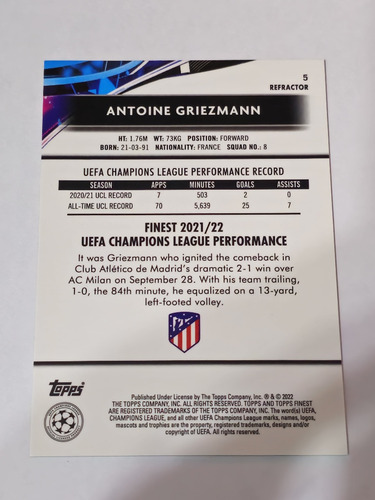 5
REFRACTOR
ANTOINE GRIEZMANN
HT: 1.76M WT: 73KG POSITION: FORWARD
BORN: 21-03-91 NATIONALITY: FRANCE SQUAD NO.: 8
UEFA CHAMPIONS LEAGUE PERFORMANCE RECORD
SEASON APPS MINUTES GOALS ASSISTS
2020/21 UCL RECORD 7 503 2 0
ALL-TIME UCL RECORD 70 5,639 25 7
FINEST 2021/22
UEFA CHAMPIONS LEAGUE PERFORMANCE
It was Griezmann who ignited the comeback in
Club Atlético de Madrid's dramatic 2-1 win over
AC Milan on September 28. With his team trailing,
1-0, the 84th minute, he equalized on a 13-yard,
left-footed volley.
Topps
Published Under License by The Topps Company, Inc. ® & © 2022
THE TOPPS COMPANY, INC. ALL RIGHTS RESERVED. TOPPS AND TOPPS FINEST
ARE REGISTERED TRADEMARKS OF THE TOPPS COMPANY, INC. The word(s) UEFA,
CHAMPIONS LEAGUE, and all other UEFA Champions League marks, names, logos,
mascots and trophies are the property, registered trademarks, designs and/or
copyright of UEFA. All rights reserved.